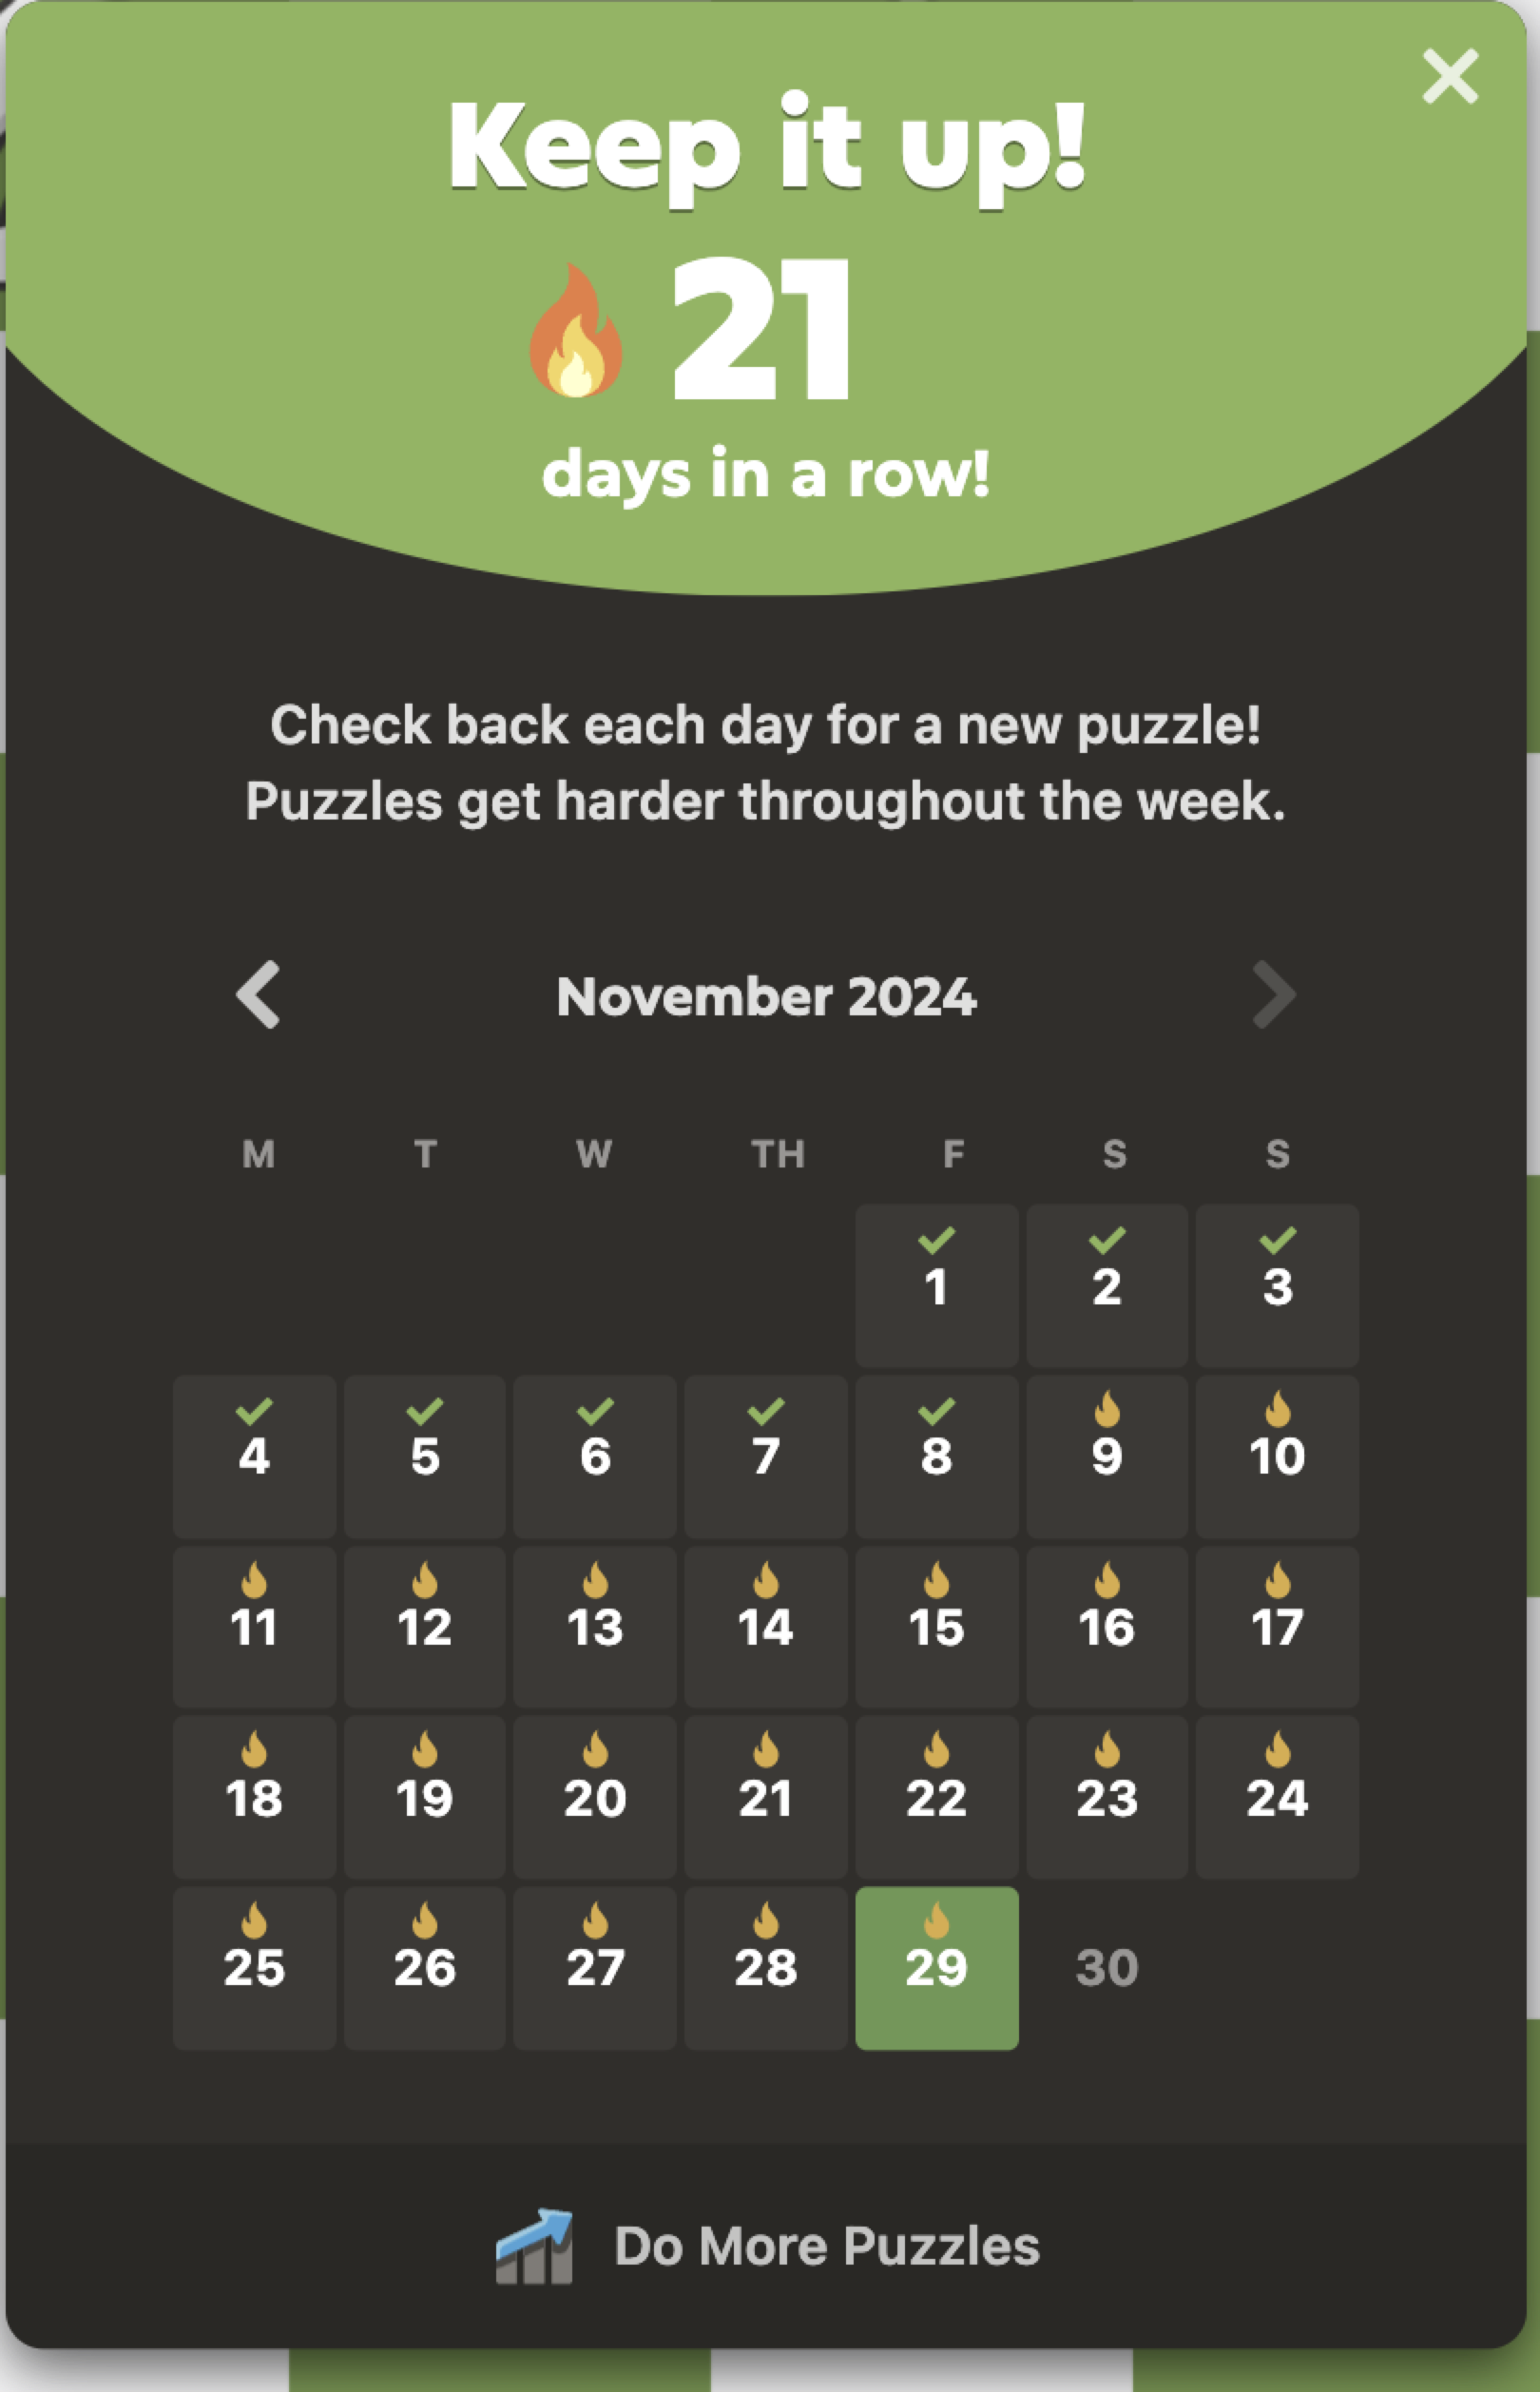 Keep it up!
21
days in a row!
Check back each day for a new puzzle!
Puzzles get harder throughout the week.
November 2024
M T W TH F S S
1 2 3
4 5 6 7 8 9 10
11 12 13 14 15 16 17
18 19 20 21 22 23 24
25 26 27 28 29 30
Do More Puzzles